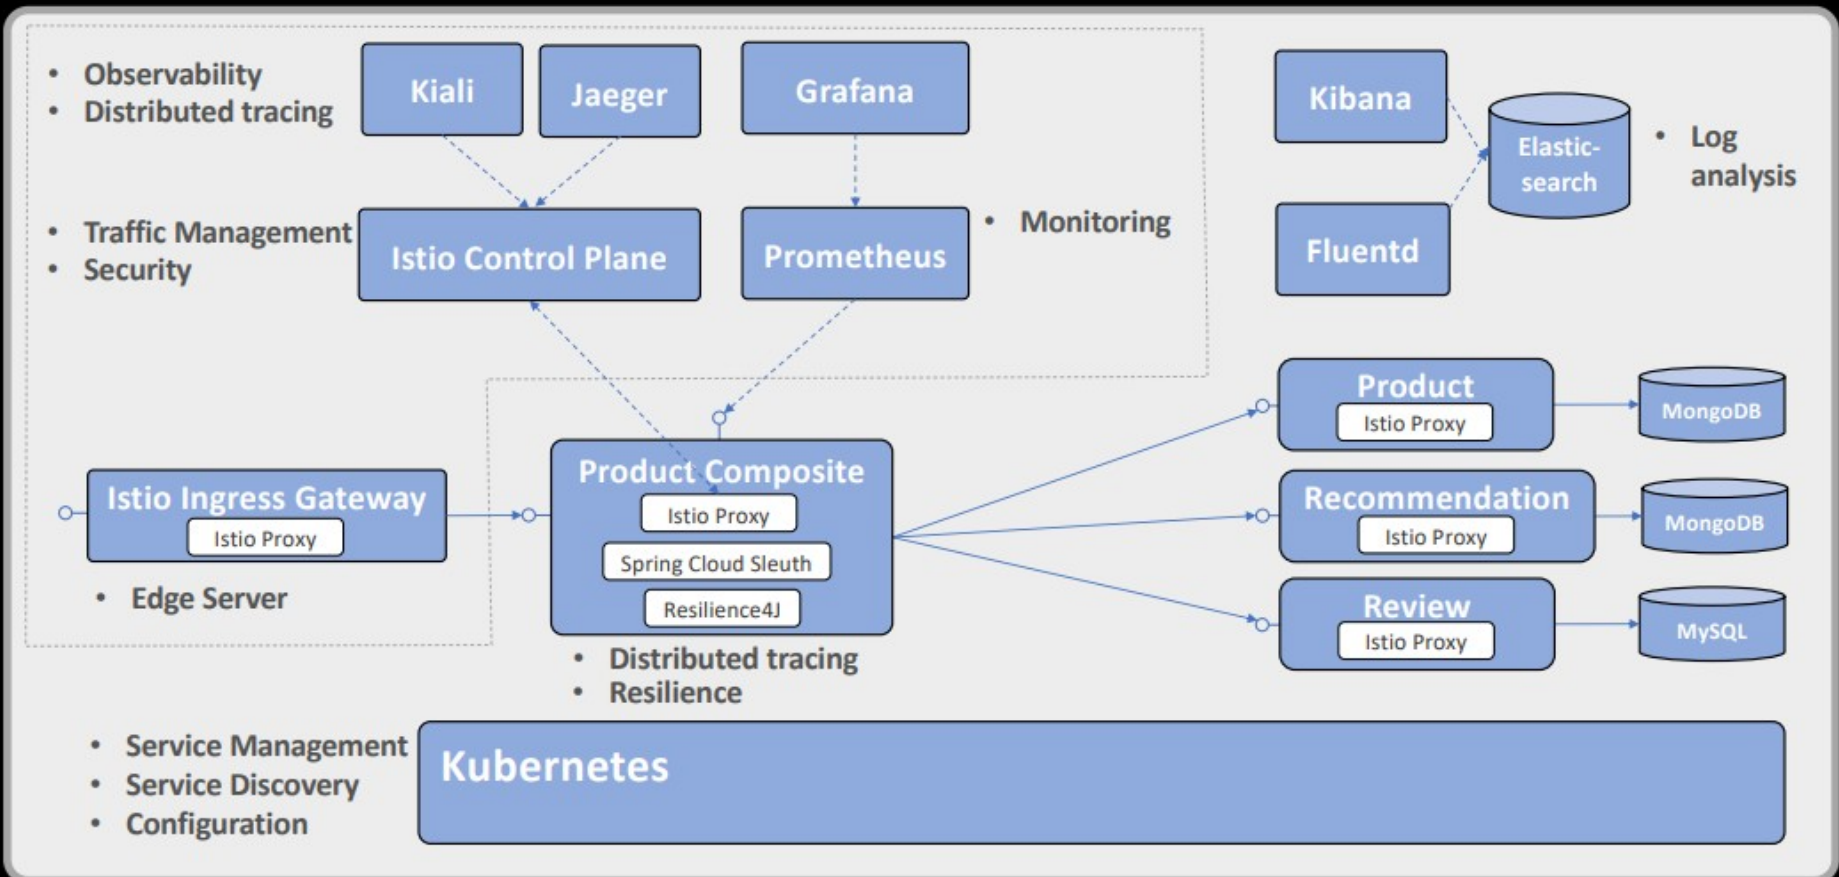 • Observability
• Distributed tracing
Kiali
Jaeger
Grafana
Kibana
Elastic-
search
• Log
analysis
• Traffic Management
• Security
Istio Control Plane
Prometheus
• Monitoring
Fluentd
Istio Ingress Gateway
Istio Proxy
• Edge Server
Product Composite
Istio Proxy
Spring Cloud Sleuth
Resilience4J
• Distributed tracing
• Resilience
Product
Istio Proxy
MongoDB
Recommendation
Istio Proxy
MongoDB
Review
Istio Proxy
MySQL
• Service Management
• Service Discovery
• Configuration
Kubernetes